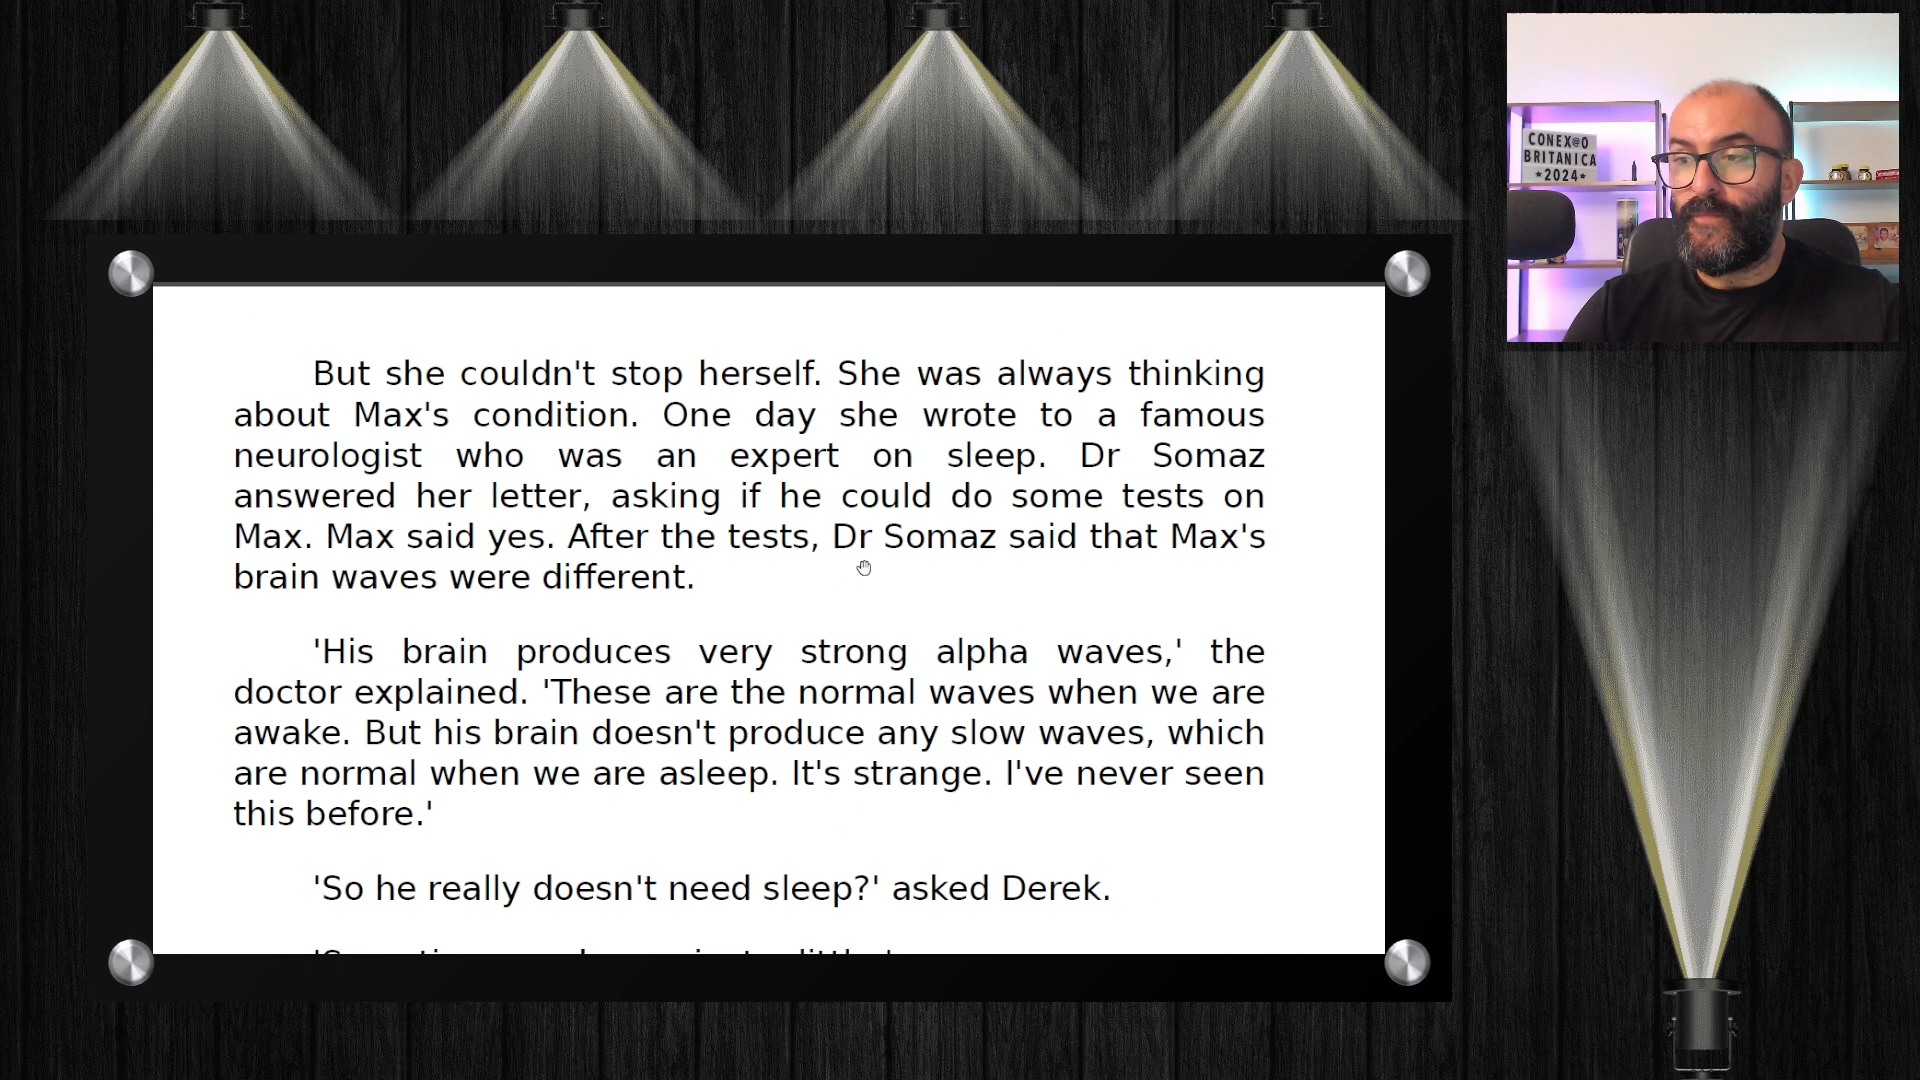 CONEX@O
BRITANICA
*2024*
But she couldn't stop herself. She was always thinking
about Max's condition. One day she wrote to a famous
neurologist who was an expert on sleep. Dr Somaz
answered her letter, asking if he could do some tests on
Max. Max said yes. After the tests, Dr Somaz said that Max's
brain waves were different.
'His brain produces very strong alpha waves,' the
doctor explained. 'These are the normal waves when we are
awake. But his brain doesn't produce any slow waves, which
are normal when we are asleep. It's strange. I've never seen
this before.'
'So he really doesn't need sleep?' asked Derek.